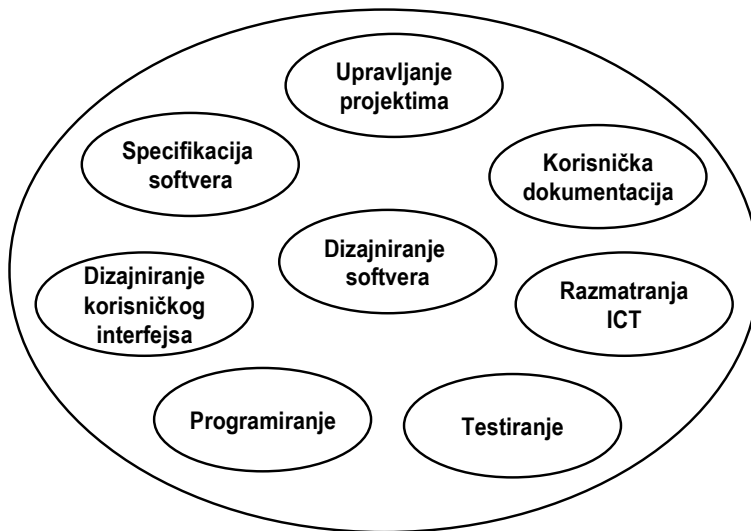 Upravljanje
projektima
Specifikacija
softvera
Korisnička
dokumentacija
Dizajniranje
softvera
Dizajniranje
korisničkog
interfejsa
Razmatranja
ICT
Programiranje
Testiranje